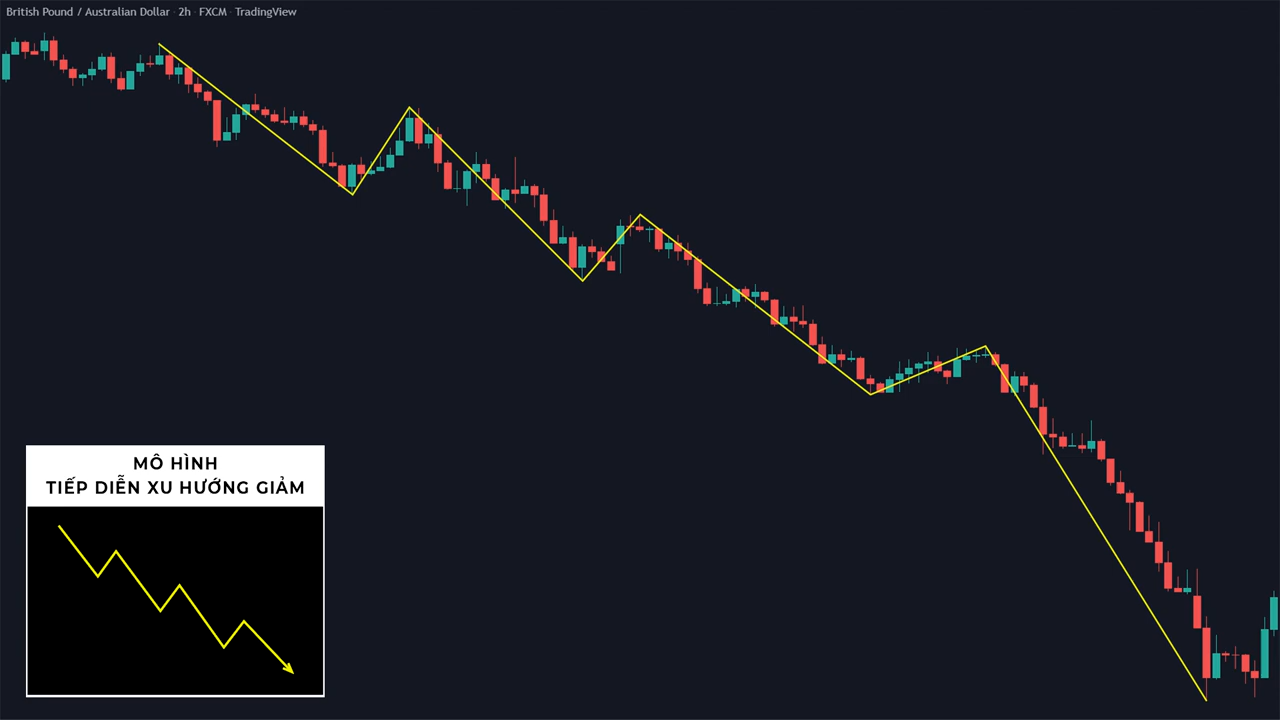 British Pound / Australian Dollar · 2h · FXCM · TradingView
MÔ HÌNH
TIẾP DIỄN XU HƯỚNG GIẢM